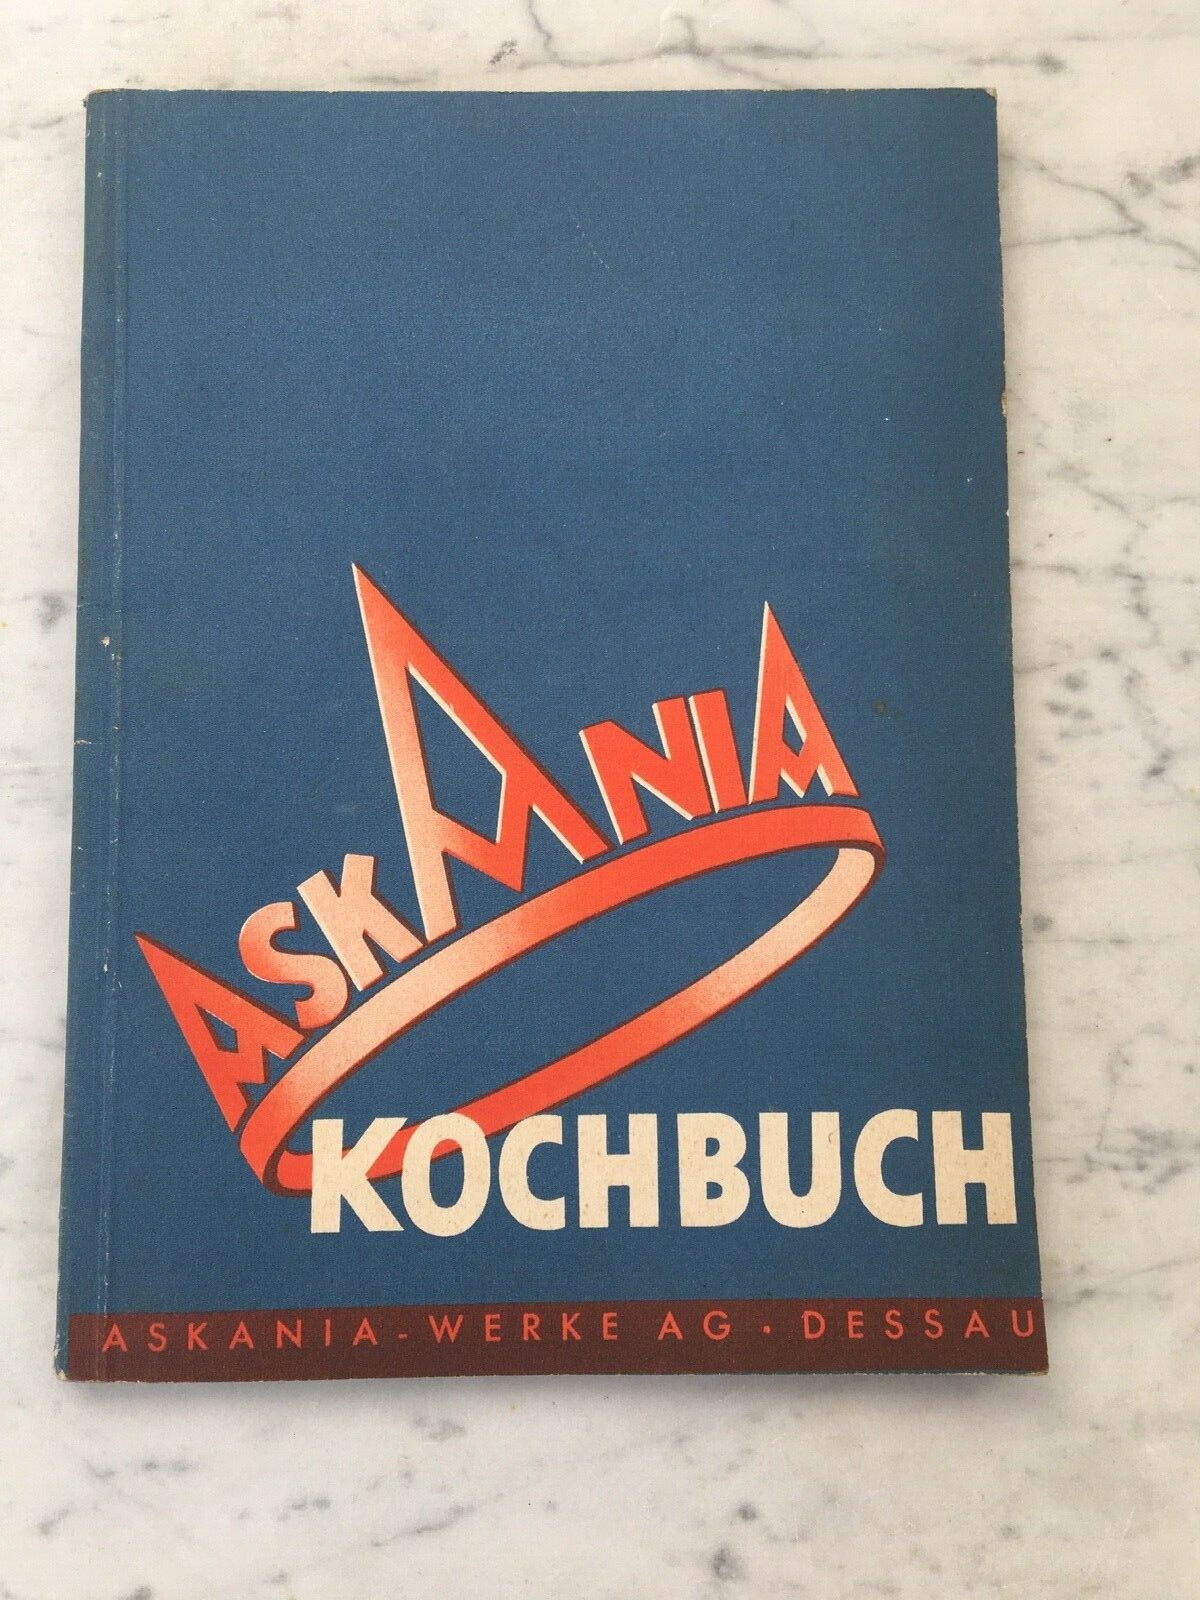 ASKANIA
KOCHBUCH
ASKANIA-WERKE AG · DESSAU